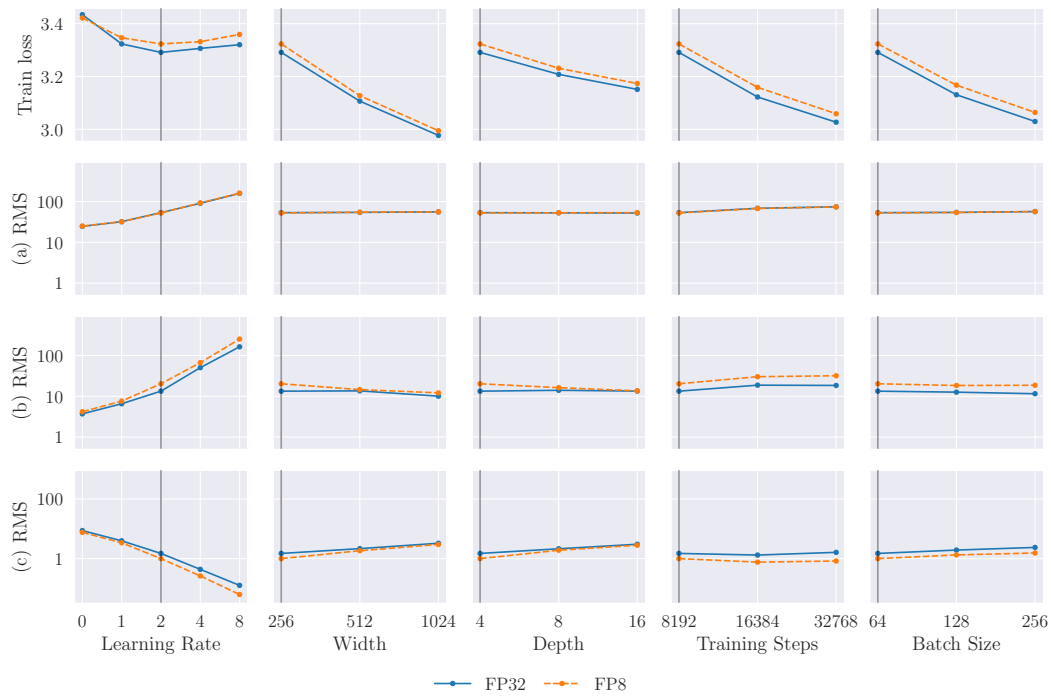 3.4
3.2
3.0
Train loss
100
10
1
(a) RMS
100
10
1
(b) RMS
100
1
(c) RMS
0 1 2 4 8
256 512 1024
4 8 16
8192 16384 32768
64 128 256
Learning Rate
Width
Depth
Training Steps
Batch Size
FP32 FP8